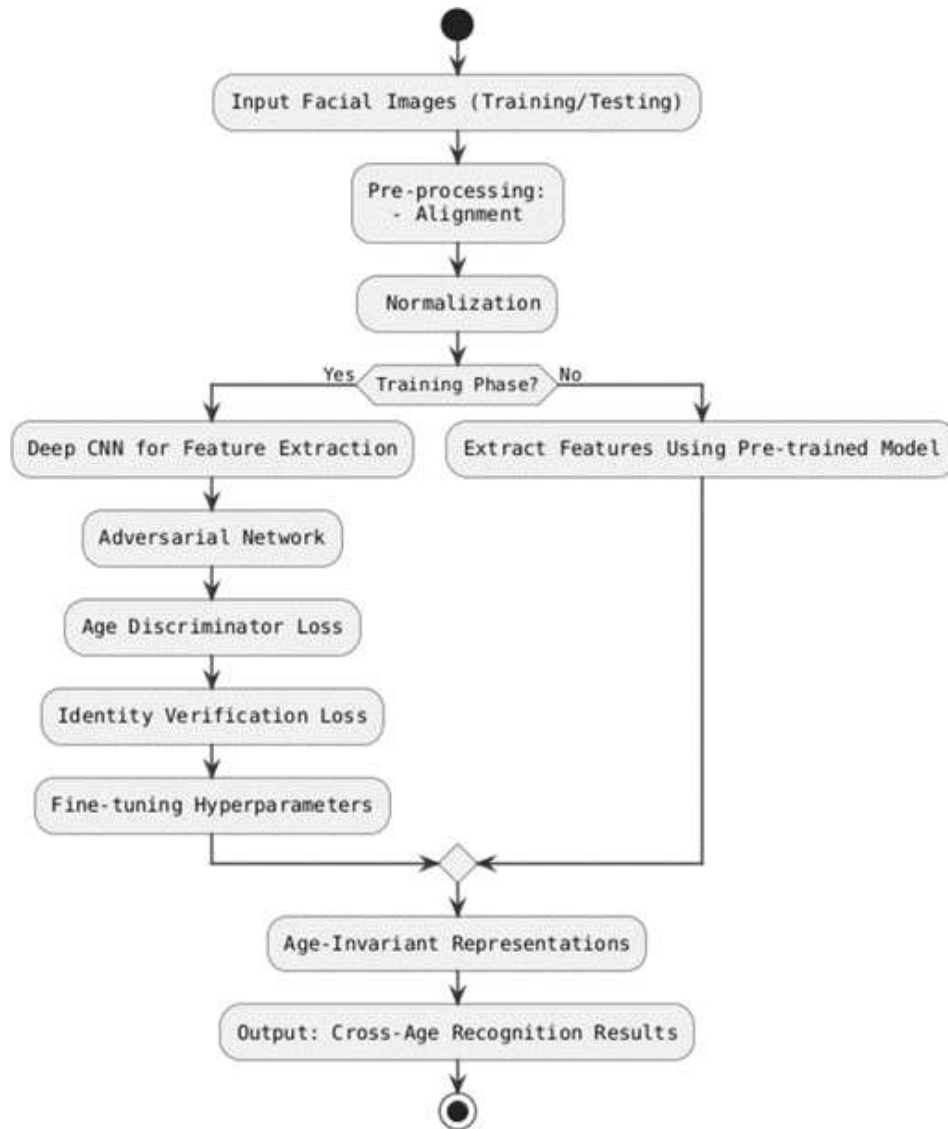 Input Facial Images (Training/Testing)
Pre-processing:
- Alignment
Normalization
Yes
Training Phase?
No
Deep CNN for Feature Extraction
Extract Features Using Pre-trained Model
Adversarial Network
Age Discriminator Loss
Identity Verification Loss
Fine-tuning Hyperparameters
Age-Invariant Representations
Output: Cross-Age Recognition Results